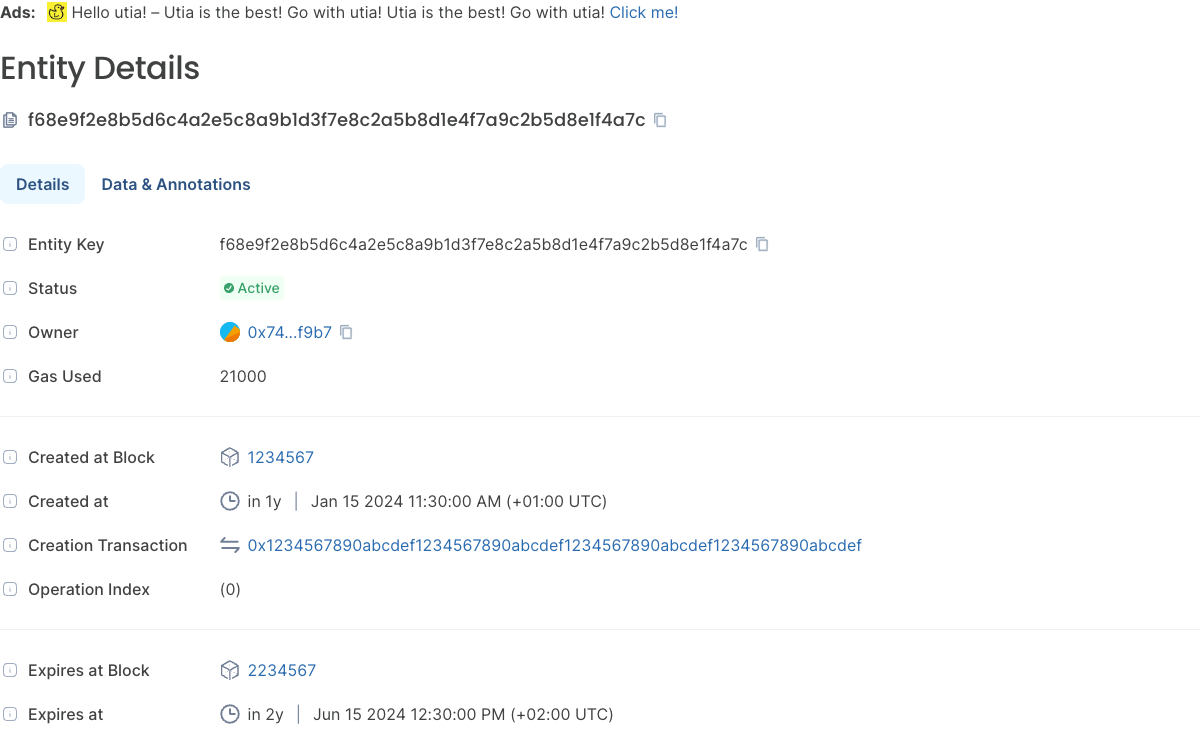 Ads: Hello utia! – Utia is the best! Go with utia! Utia is the best! Go with utia! Click me!
Entity Details
f68e9f2e8b5d6c4a2e5c8a9b1d3f7e8c2a5b8d1e4f7a9c2b5d8e1f4a7c
Details Data & Annotations
Entity Key f68e9f2e8b5d6c4a2e5c8a9b1d3f7e8c2a5b8d1e4f7a9c2b5d8e1f4a7c
Status Active
Owner 0x74...f9b7
Gas Used 21000
Created at Block 1234567
Created at in 1y | Jan 15 2024 11:30:00 AM (+01:00 UTC)
Creation Transaction 0x1234567890abcdef1234567890abcdef1234567890abcdef1234567890abcdef
Operation Index (0)
Expires at Block 2234567
Expires at in 2y | Jun 15 2024 12:30:00 PM (+02:00 UTC)